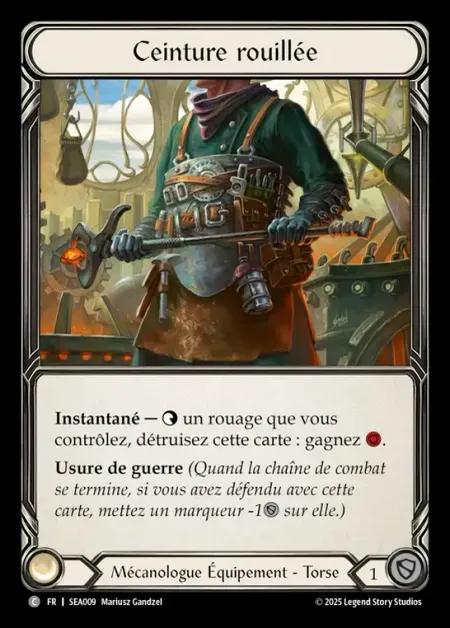 Ceinture rouillée
Instantané — un rouage que vous
contrôlez, détruisez cette carte : gagnez .
Usure de guerre (Quand la chaîne de combat
se termine, si vous avez défendu avec cette
carte, mettez un marqueur -1 sur elle.)
Mécanologue Équipement - Torse
1
C FR | SEA009 Mariusz Gandzel
© 2025 Legend Story Studios